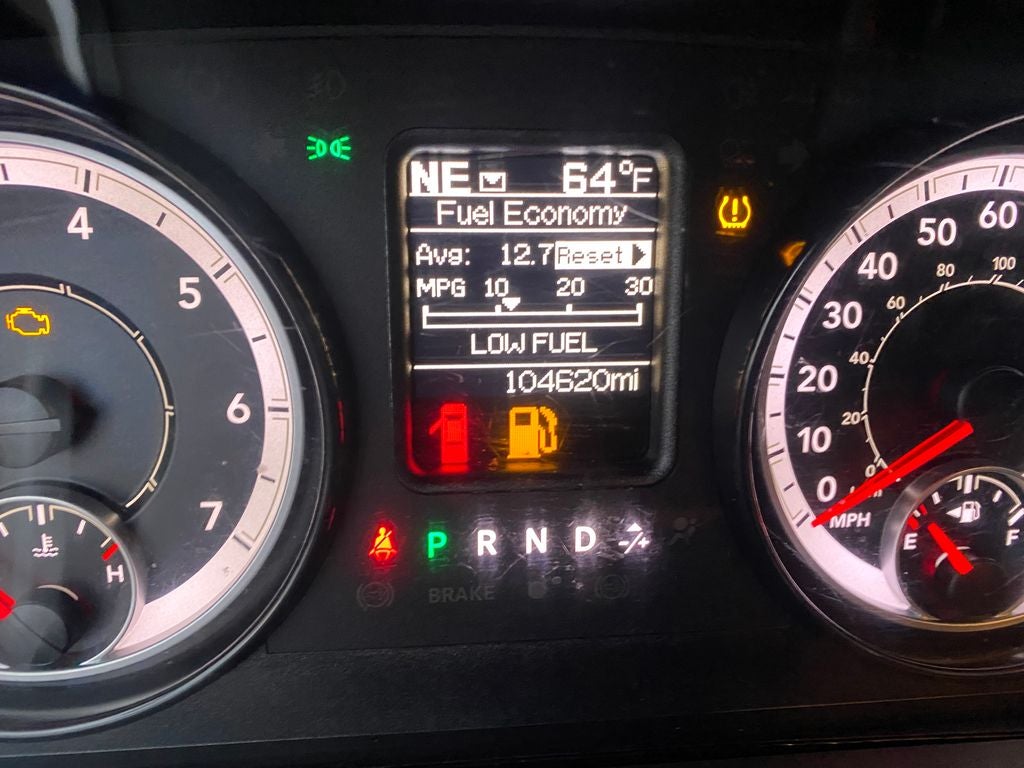 NE 64°F
Fuel Economy
Avg: 12.7 Reset
MPG 10 20 30
LOW FUEL
104620mi
P R N D -/+
BRAKE
4
5
6
7
H
60
50
40
30
20
10
0
MPH
100
80
60
40
20
0
E F